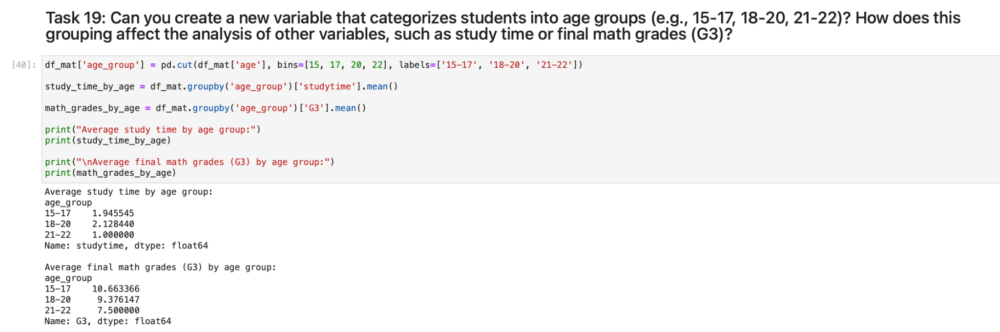 Task 19: Can you create a new variable that categorizes students into age groups (e.g., 15-17, 18-20, 21-22)? How does this
grouping affect the analysis of other variables, such as study time or final math grades (G3)?
[40]: df_mat['age_group'] = pd.cut(df_mat['age'], bins=[15, 17, 20, 22], labels=['15-17', '18-20', '21-22'])
study_time_by_age = df_mat.groupby('age_group')['studytime'].mean()
math_grades_by_age = df_mat.groupby('age_group')['G3'].mean()
print("Average study time by age group:")
print(study_time_by_age)
print("\nAverage final math grades (G3) by age group:")
print(math_grades_by_age)
Average study time by age group:
age_group
15-17    1.945545
18-20    2.128440
21-22    1.000000
Name: studytime, dtype: float64
Average final math grades (G3) by age group:
age_group
15-17    10.663366
18-20     9.376147
21-22     7.500000
Name: G3, dtype: float64